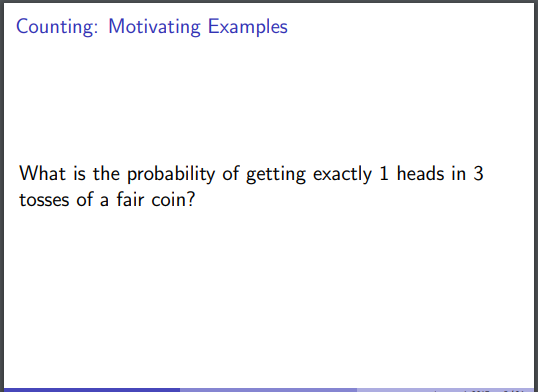 Counting: Motivating Examples
What is the probability of getting exactly 1 heads in 3
tosses of a fair coin?